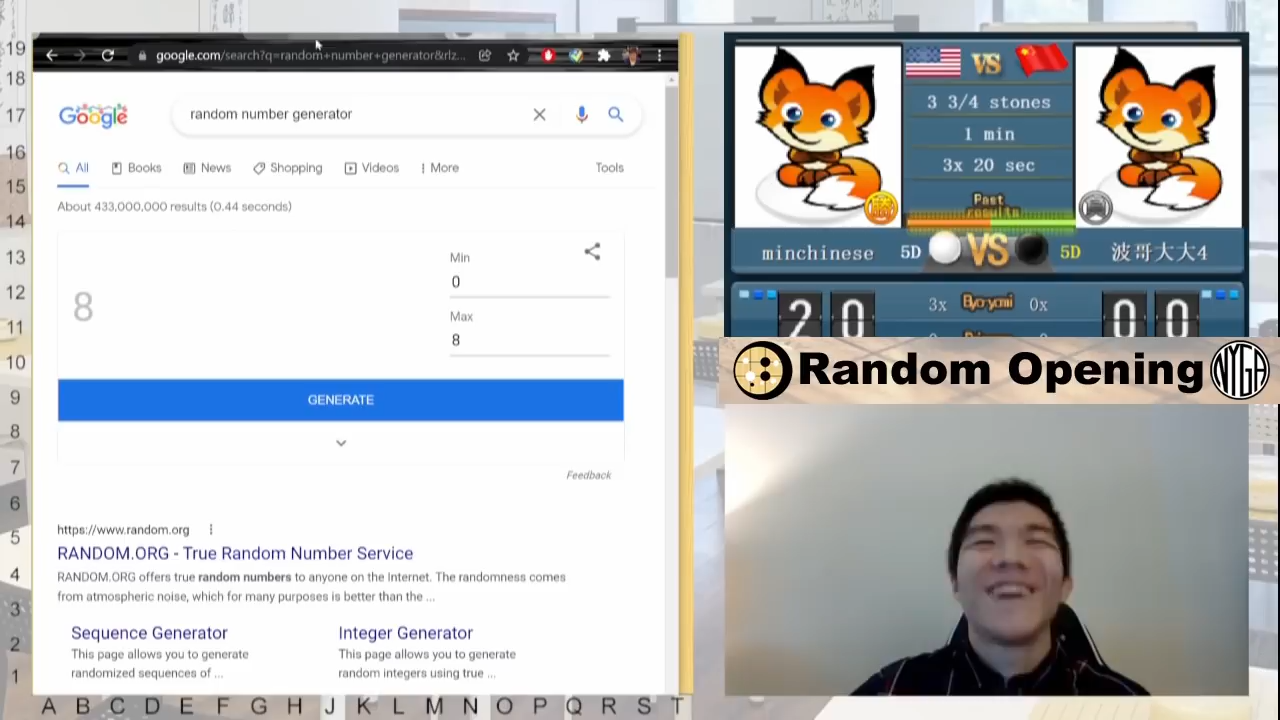 google.com/search?q=random+number+generator&rlz...
Google
random number generator
All
Books
News
Shopping
Videos
More
Tools
About 433,000,000 results (0.44 seconds)
8
Min
0
Max
8
GENERATE
Feedback
https://www.random.org
RANDOM.ORG - True Random Number Service
RANDOM.ORG offers true random numbers to anyone on the Internet. The randomness comes
from atmospheric noise, which for many purposes is better than the ...
Sequence Generator
This page allows you to generate
randomized sequences of ...
Integer Generator
This page allows you to generate
random integers using true ...
19
18
17
16
15
14
13
12
11
10
9
8
7
6
5
4
3
2
1
A B C D E F G H J K L M N O P Q R S T
VS
3 3/4 stones
1 min
3x 20 sec
Past
results
minchinese 5D VS 5D 波哥大大4
20 3x Byo-yomi 0x 00
Random Opening
NYGA